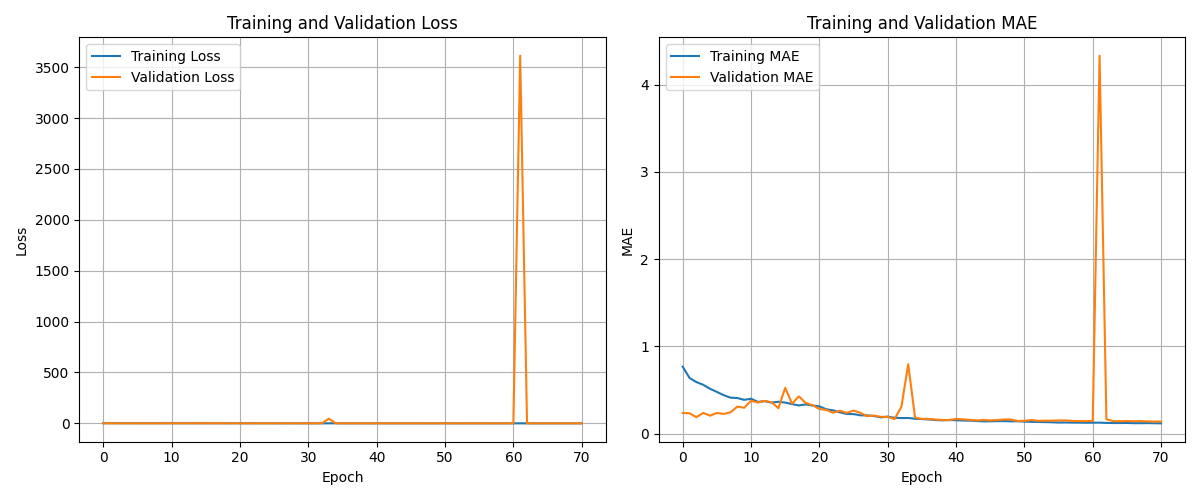 Training and Validation Loss
Training Loss
Validation Loss
3500
3000
2500
2000
1500
1000
500
0
Loss
0 10 20 30 40 50 60 70
Epoch
Training and Validation MAE
Training MAE
Validation MAE
4
3
2
1
0
MAE
0 10 20 30 40 50 60 70
Epoch